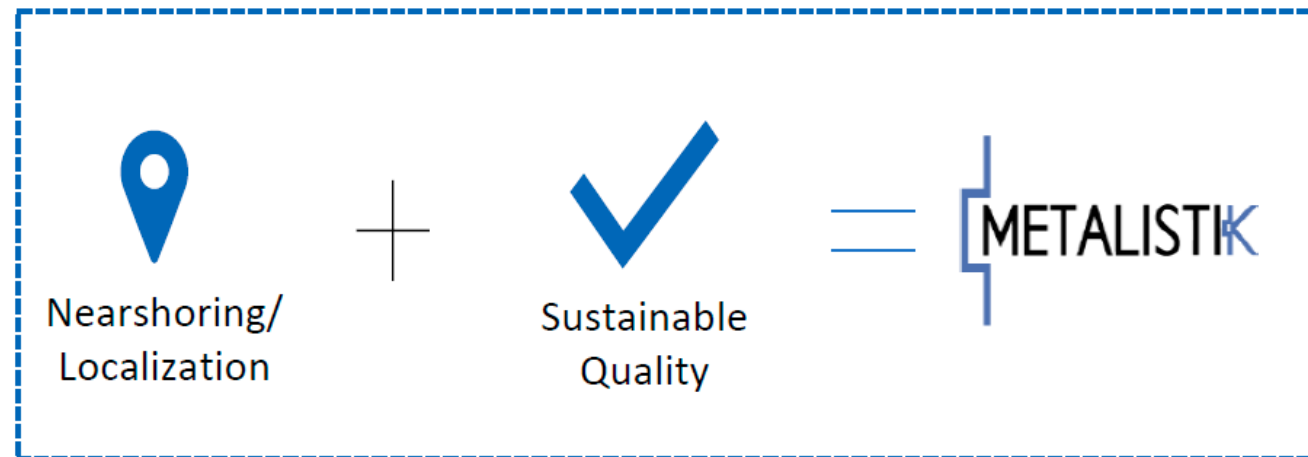 Nearshoring/
Localization
Sustainable
Quality
METALISTIK